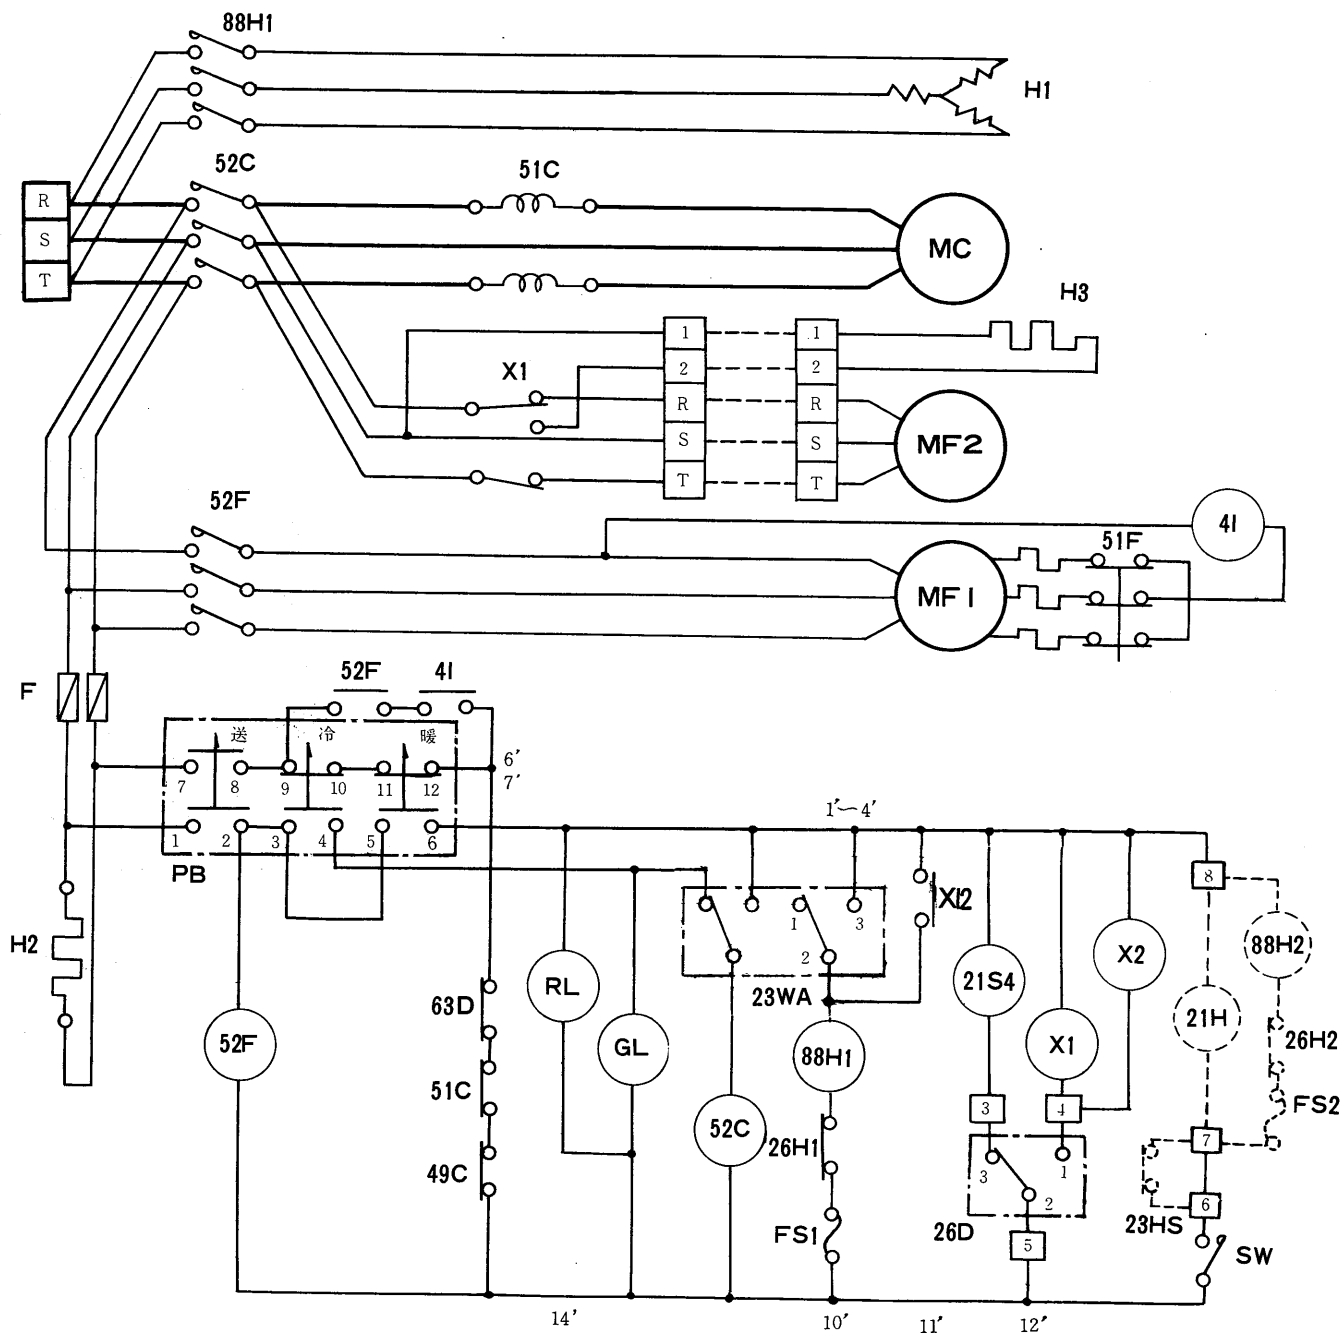 88H1
H1
52C
51C
R
S
T
MC
H3
X1
1 1
2 2
R R
S S
T T
MF2
52F
4I
51F
MF1
F
52F 4I
送 冷 暖
7 8 9 10 11 12
6′
7′
1 2 3 4 5 6
1′〜4′
PB
8
1 3
2
X12
H2
23WA
RL
GL
63D
52F
51C
49C
88H1
52C
26H1
FS1
21S4
X2
X1
88H2
21H
26H2
FS2
3 4
3 1
2
26D
5
7
6
23HS
SW
14′ 10′ 11′ 12′